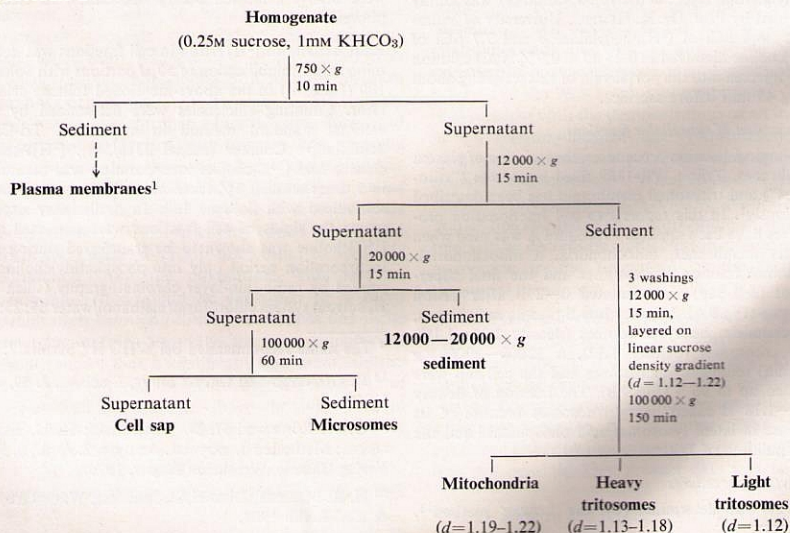 Homogenate
(0.25M sucrose, 1mM KHCO₃)
750 × g
10 min
Sediment
Supernatant
Plasma membranes¹
12 000 × g
15 min
Supernatant
Sediment
20 000 × g
15 min
3 washings
12 000 × g
15 min,
layered on
linear sucrose
density gradient
(d = 1.12–1.22)
100 000 × g
150 min
Supernatant
Sediment
12 000—20 000 × g
sediment
100 000 × g
60 min
Supernatant
Cell sap
Sediment
Microsomes
Mitochondria
(d=1.19–1.22)
Heavy
tritosomes
(d=1.13–1.18)
Light
tritosomes
(d=1.12)